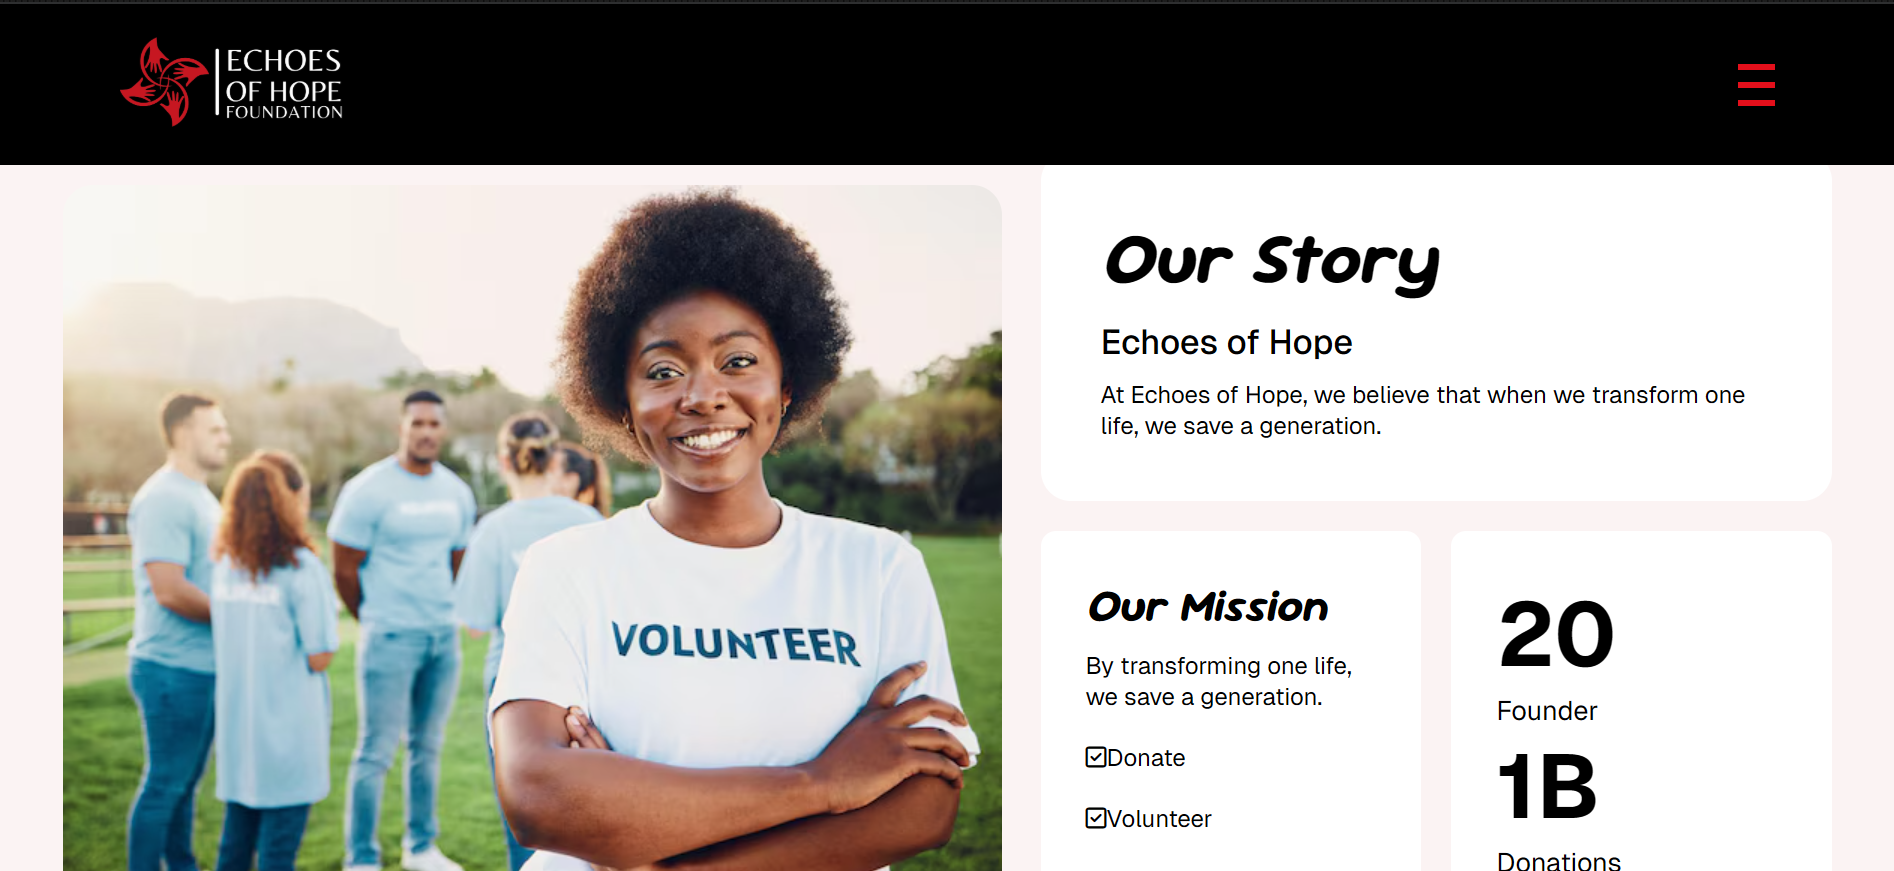 ECHOES
OF HOPE
FOUNDATION
Our Story
Echoes of Hope
At Echoes of Hope, we believe that when we transform one
life, we save a generation.
VOLUNTEER
Our Mission
By transforming one life,
we save a generation.
Donate
Volunteer
20
Founder
1B
Donations